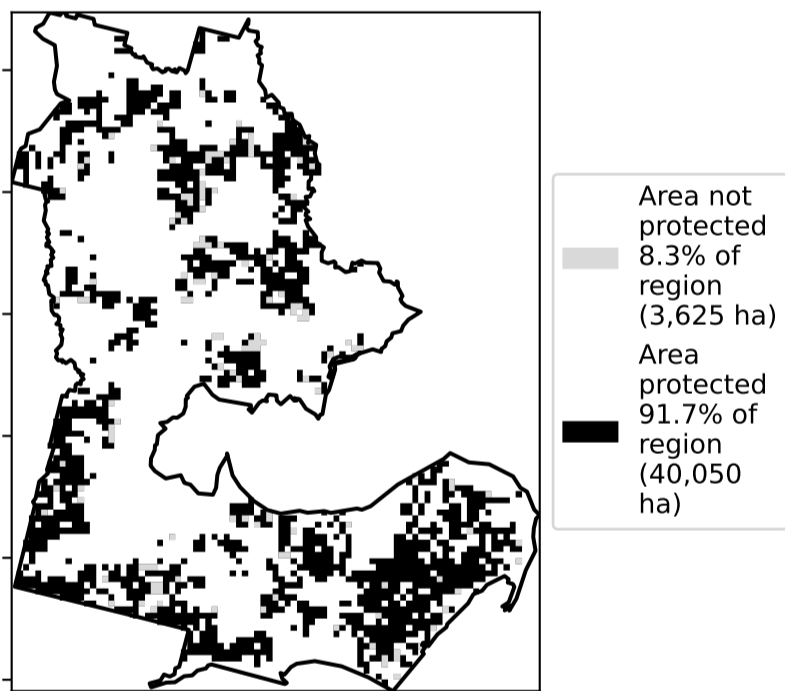 Area not
protected
8.3% of
region
(3,625 ha)
Area
protected
91.7% of
region
(40,050
ha)